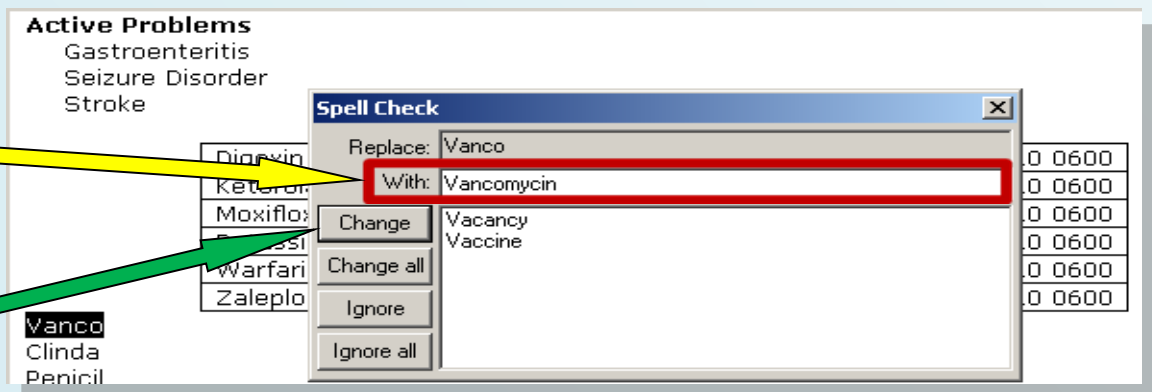 Active Problems
Gastroenteritis
Seizure Disorder
Stroke
Spell Check
Replace: Vanco
With: Vancomycin
Change
Change all
Ignore
Ignore all
Vacancy
Vaccine
Digoxin
.0 0600
.0 0600
Moxiflo
.0 0600
.0 0600
Warfari
.0 0600
Zaleplo
.0 0600
Vanco
Clinda
Penicil